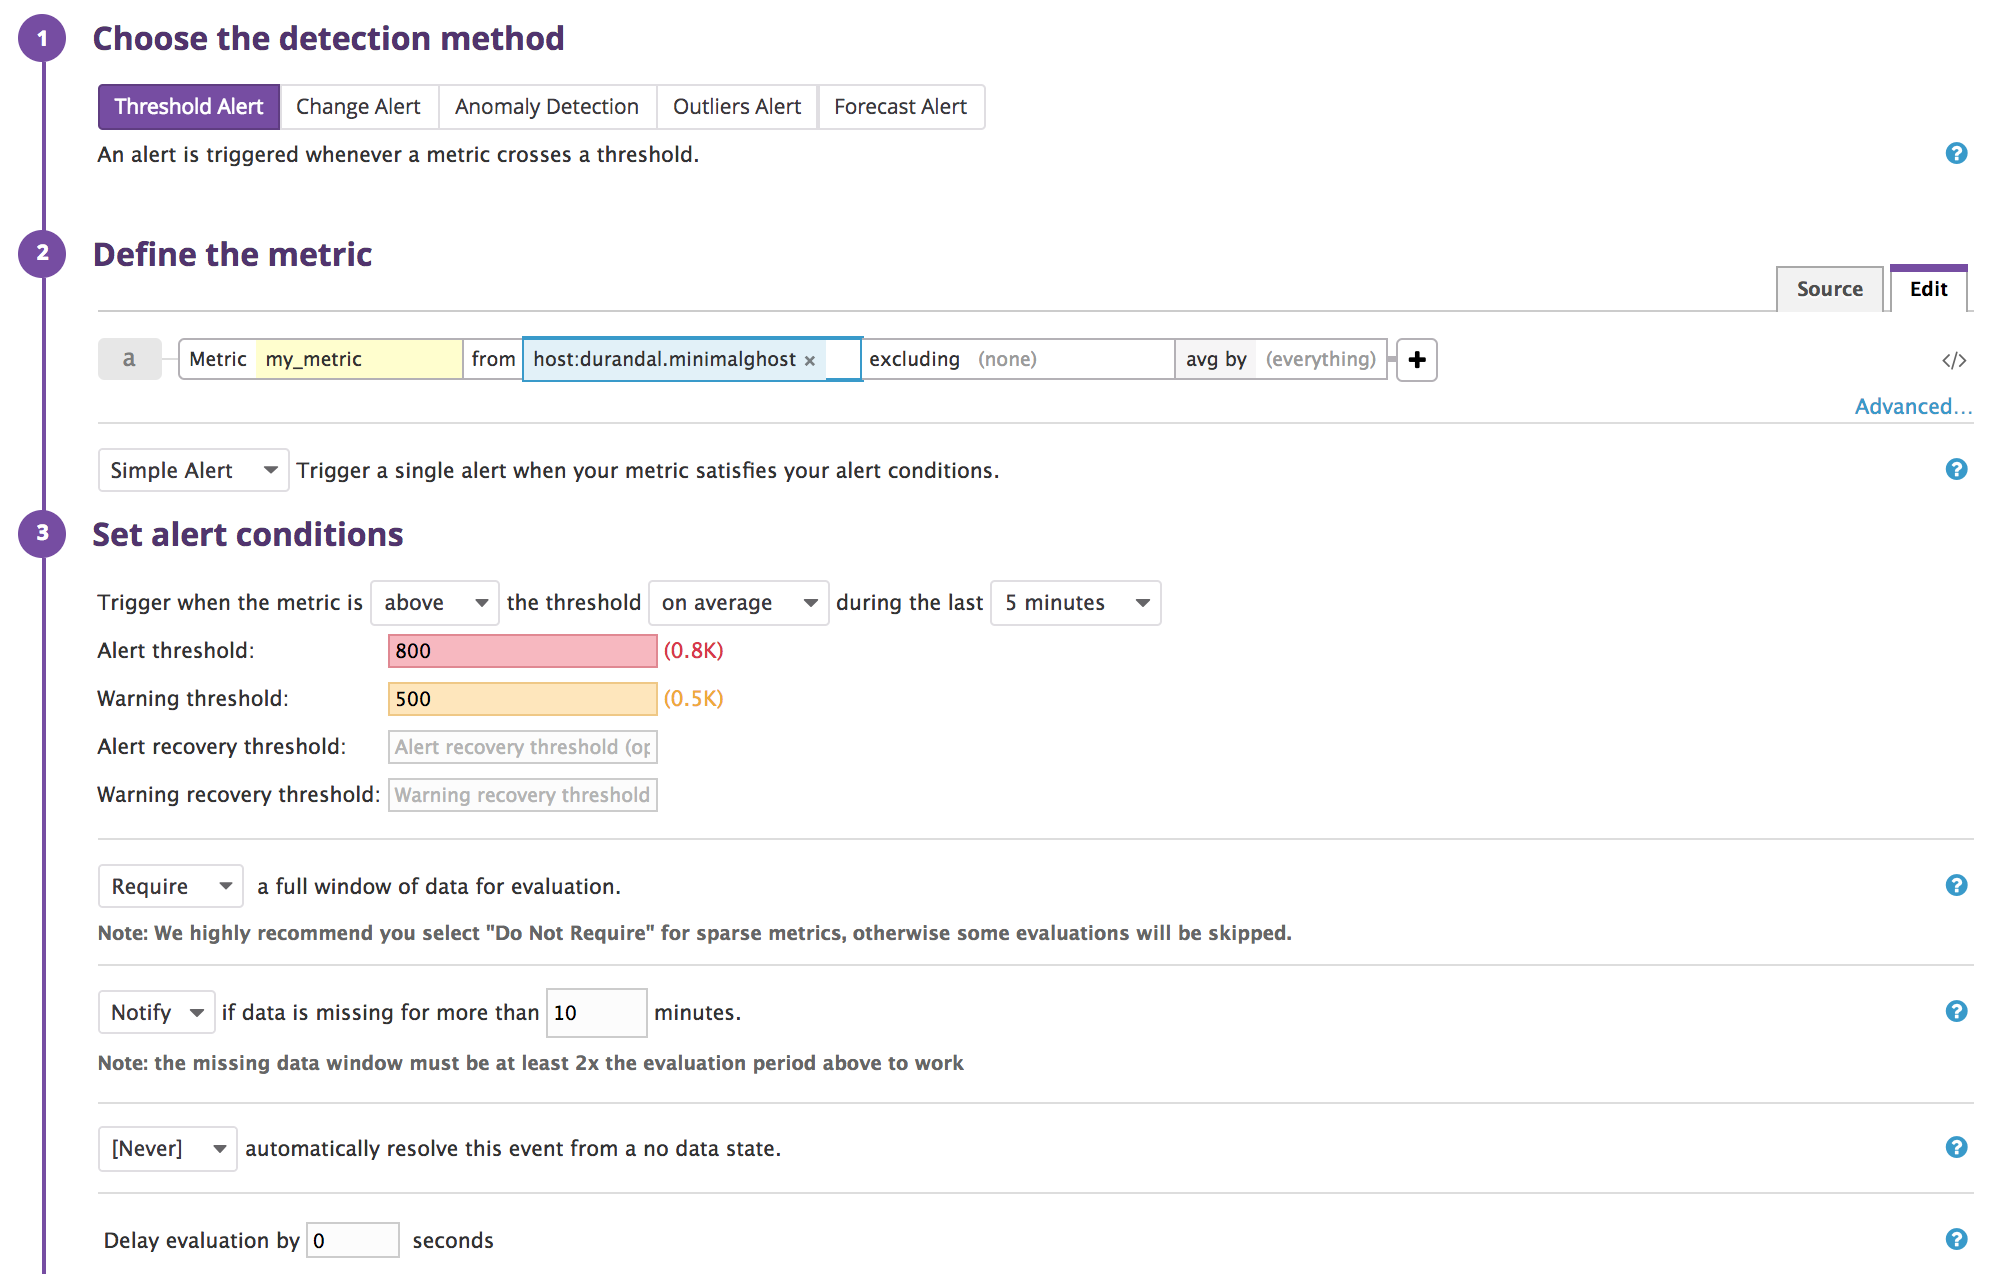 1 Choose the detection method
Threshold Alert Change Alert Anomaly Detection Outliers Alert Forecast Alert
An alert is triggered whenever a metric crosses a threshold. ?
2 Define the metric
Source Edit
a Metric my_metric from host:durandal.minimalghost × excluding (none) avg by (everything) + </>
Advanced...
Simple Alert Trigger a single alert when your metric satisfies your alert conditions. ?
3 Set alert conditions
Trigger when the metric is above the threshold on average during the last 5 minutes
Alert threshold: 800 (0.8K)
Warning threshold: 500 (0.5K)
Alert recovery threshold: Alert recovery threshold (op
Warning recovery threshold: Warning recovery threshold
Require a full window of data for evaluation. ?
Note: We highly recommend you select "Do Not Require" for sparse metrics, otherwise some evaluations will be skipped.
Notify if data is missing for more than 10 minutes. ?
Note: the missing data window must be at least 2x the evaluation period above to work
[Never] automatically resolve this event from a no data state. ?
Delay evaluation by 0 seconds ?